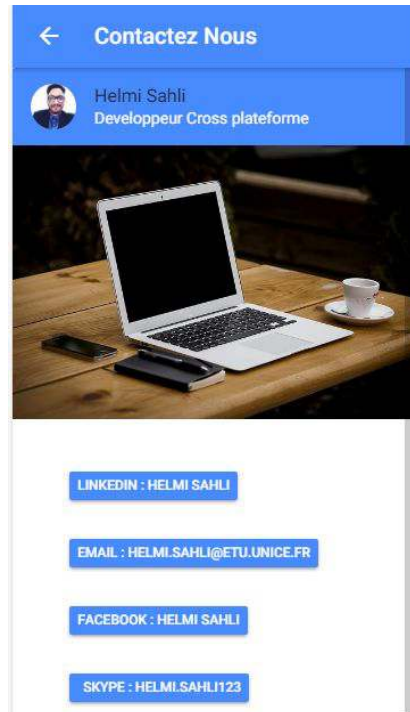 Contactez Nous
Helmi Sahli
Developpeur Cross plateforme
LINKEDIN : HELMI SAHLI
EMAIL : HELMI.SAHLI@ETU.UNICE.FR
FACEBOOK : HELMI SAHLI
SKYPE : HELMI.SAHLI123